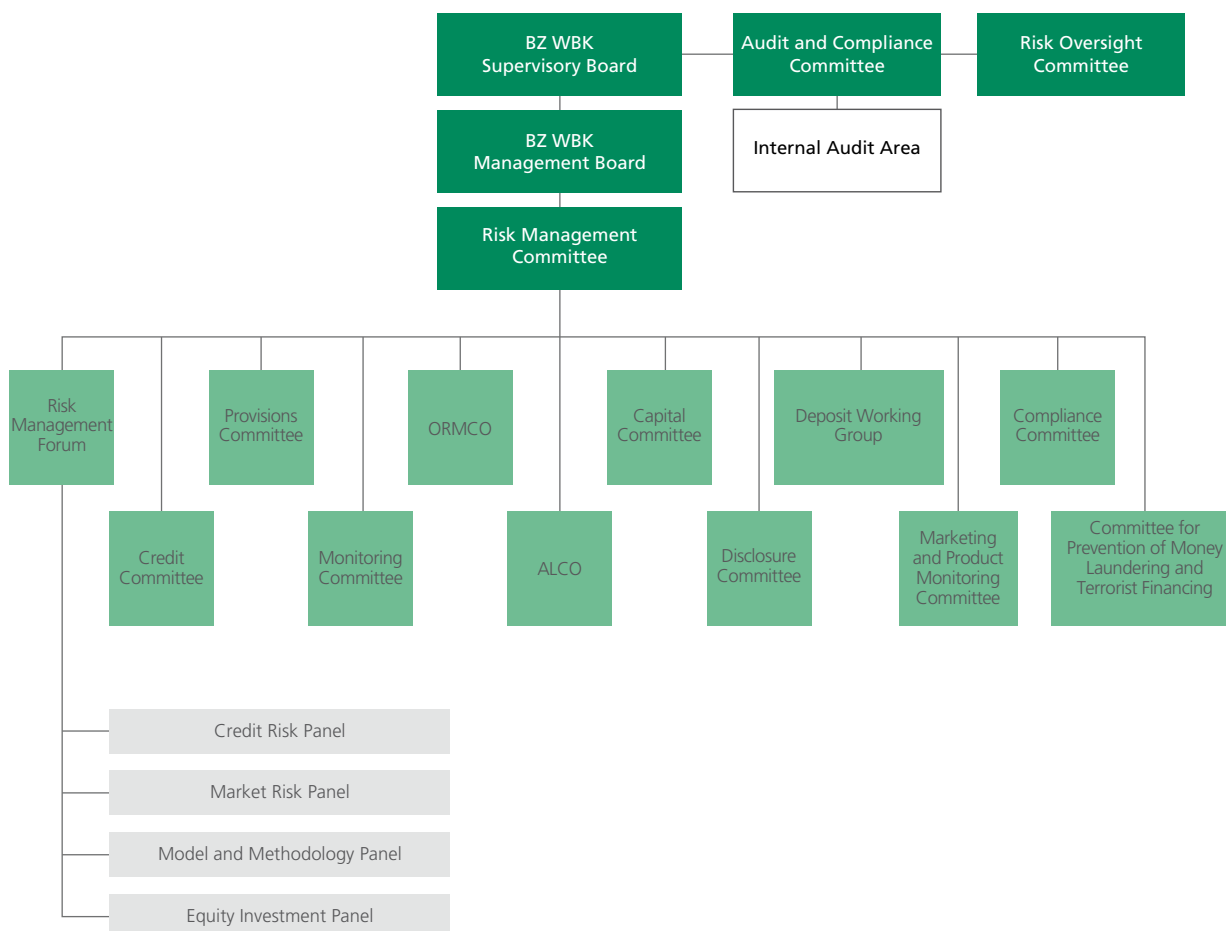 BZ WBK
Supervisory Board
Audit and Compliance
Committee
Risk Oversight
Committee
BZ WBK
Management Board
Internal Audit Area
Risk Management
Committee
Risk
Management
Forum
Provisions
Committee
ORMCO
Capital
Committee
Deposit Working
Group
Compliance
Committee
Credit
Committee
Monitoring
Committee
ALCO
Disclosure
Committee
Marketing
and Product
Monitoring
Committee
Committee for
Prevention of Money
Laundering and
Terrorist Financing
Credit Risk Panel
Market Risk Panel
Model and Methodology Panel
Equity Investment Panel